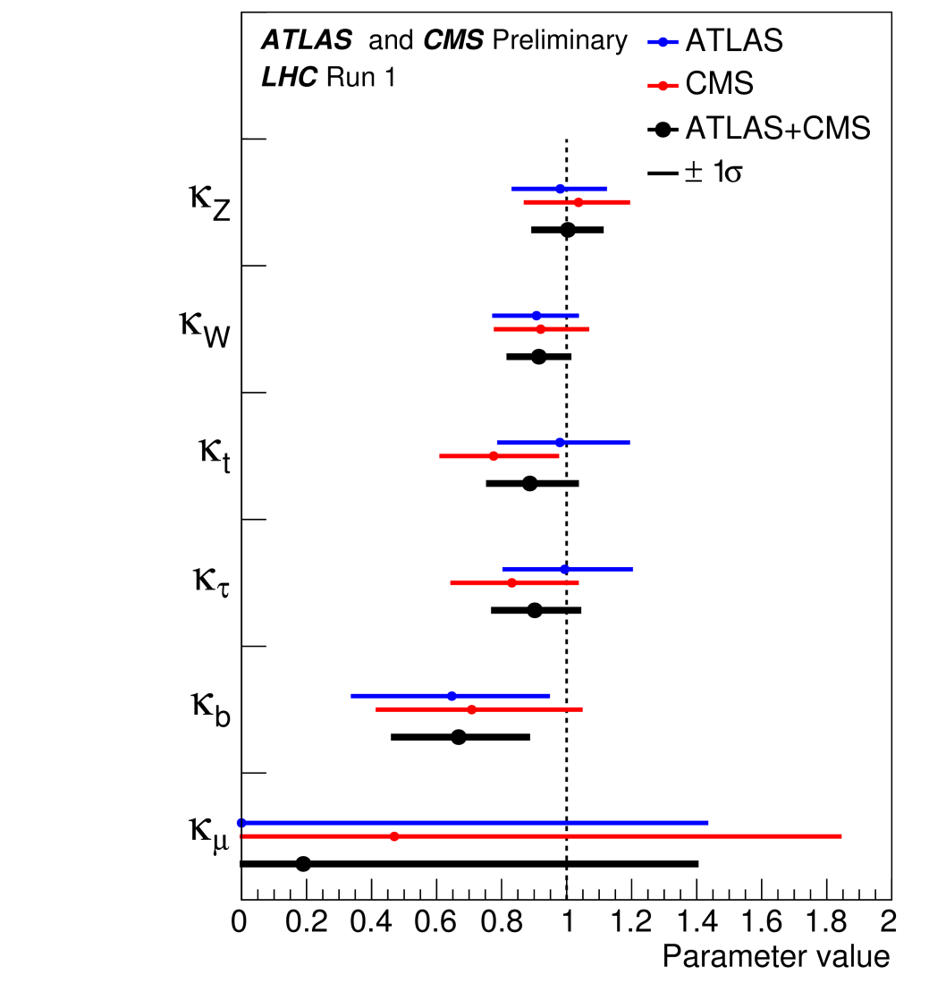 ATLAS and CMS Preliminary
LHC Run 1
ATLAS
CMS
ATLAS+CMS
± 1σ
κZ
κW
κt
κτ
κb
κμ
0 0.2 0.4 0.6 0.8 1 1.2 1.4 1.6 1.8 2
Parameter value